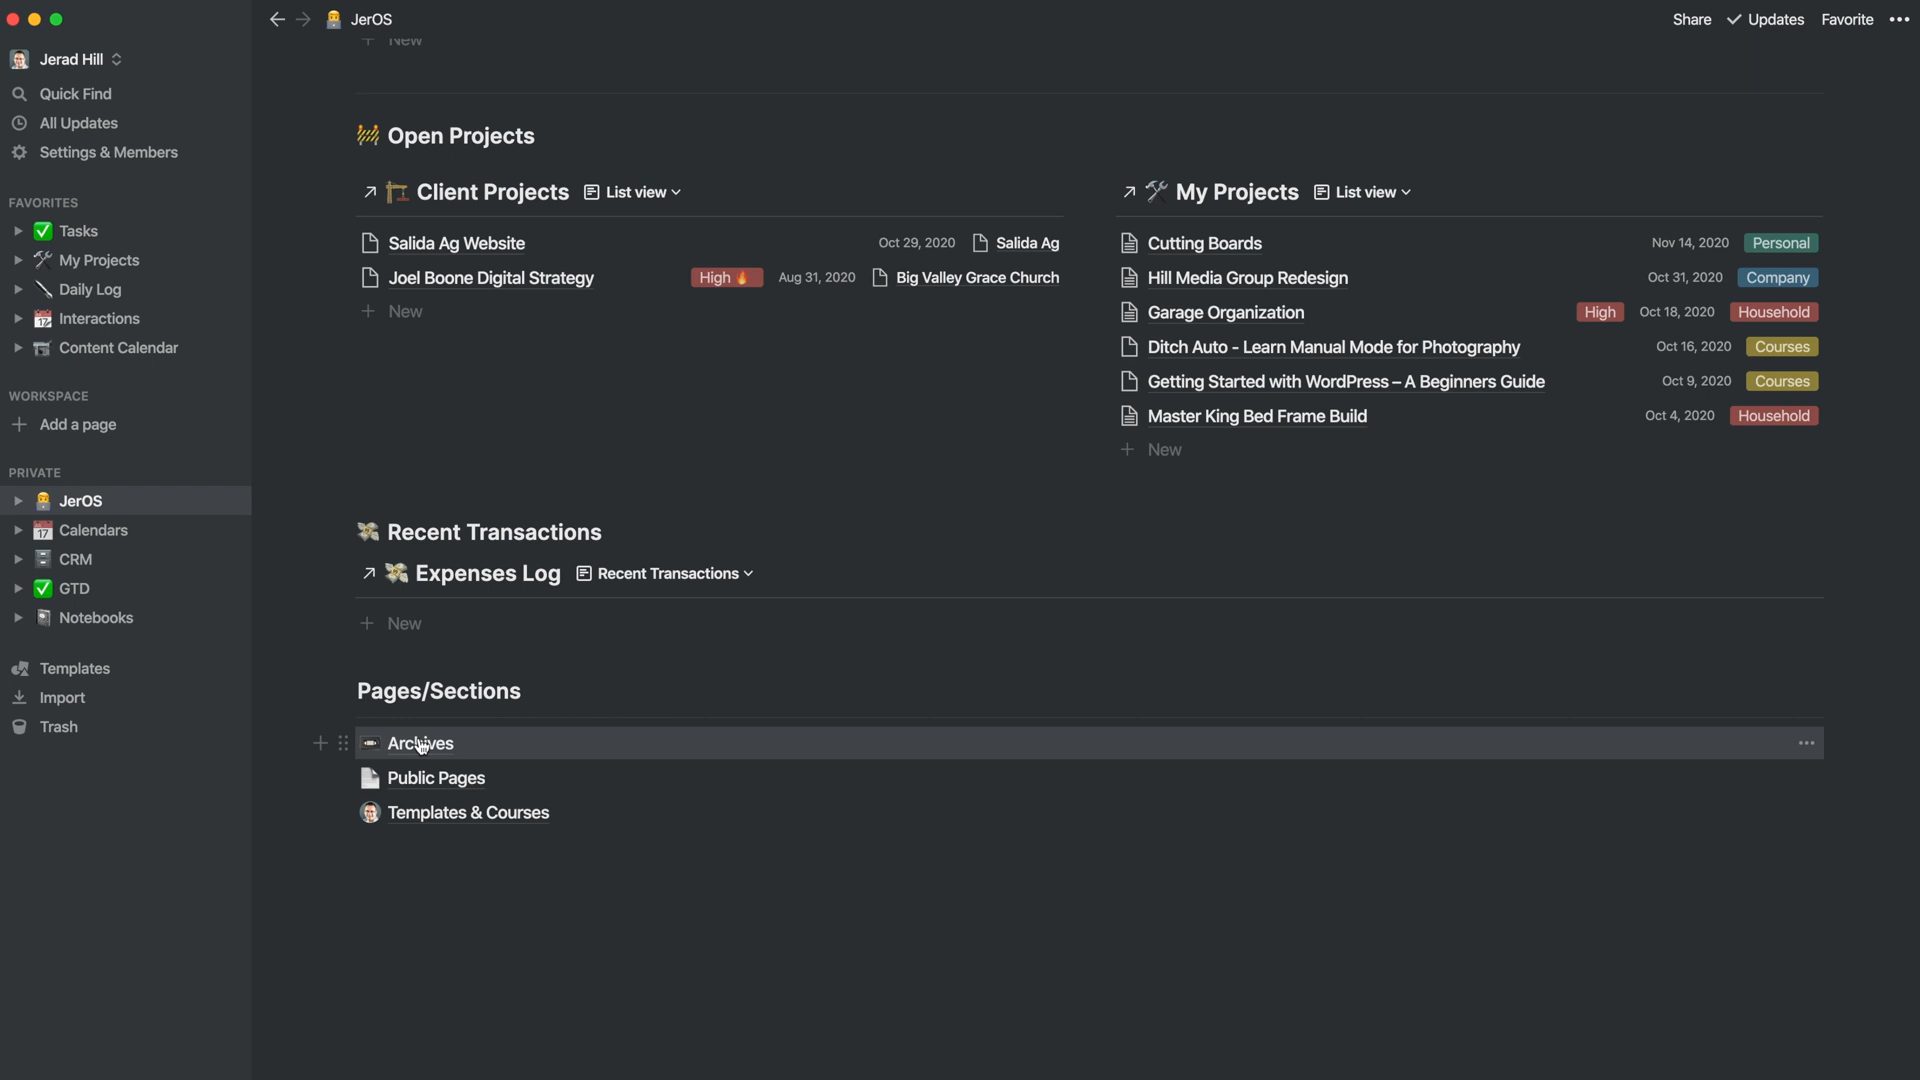 Jerad Hill
Quick Find
All Updates
Settings & Members
FAVORITES
Tasks
My Projects
Daily Log
Interactions
Content Calendar
WORKSPACE
Add a page
PRIVATE
JerOS
Calendars
CRM
GTD
Notebooks
Templates
Import
Trash
JerOS
Share Updates Favorite
New
Open Projects
Client Projects List view
Salida Ag Website Oct 29, 2020 Salida Ag
Joel Boone Digital Strategy High Aug 31, 2020 Big Valley Grace Church
New
My Projects List view
Cutting Boards Nov 14, 2020 Personal
Hill Media Group Redesign Oct 31, 2020 Company
Garage Organization High Oct 18, 2020 Household
Ditch Auto - Learn Manual Mode for Photography Oct 16, 2020 Courses
Getting Started with WordPress – A Beginners Guide Oct 9, 2020 Courses
Master King Bed Frame Build Oct 4, 2020 Household
New
Recent Transactions
Expenses Log Recent Transactions
New
Pages/Sections
Archives
Public Pages
Templates & Courses